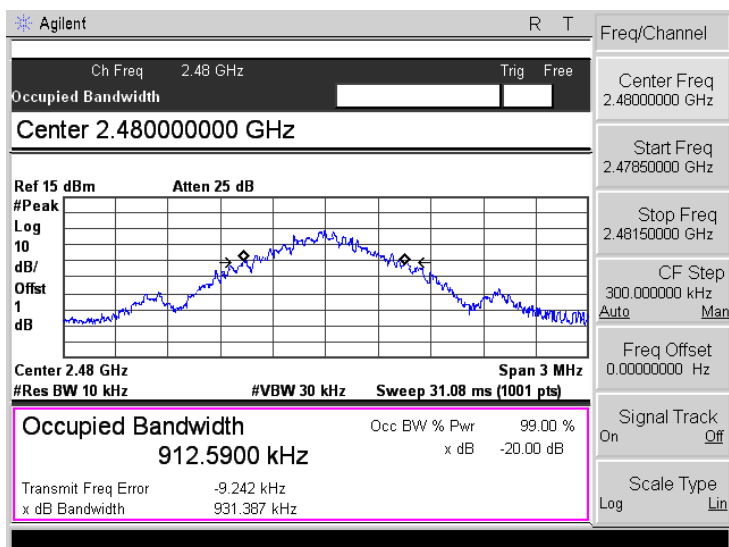 Agilent R T
Ch Freq 2.48 GHz Trig Free
Occupied Bandwidth
Center 2.480000000 GHz
Ref 15 dBm Atten 25 dB
#Peak
Log
10
dB/
Offst
1
dB
Center 2.48 GHz Span 3 MHz
#Res BW 10 kHz #VBW 30 kHz Sweep 31.08 ms (1001 pts)
Occupied Bandwidth Occ BW % Pwr 99.00 %
912.5900 kHz x dB -20.00 dB
Transmit Freq Error -9.242 kHz
x dB Bandwidth 931.387 kHz
Freq/Channel
Center Freq
2.48000000 GHz
Start Freq
2.47850000 GHz
Stop Freq
2.48150000 GHz
CF Step
300.000000 kHz
Auto Man
Freq Offset
0.00000000 Hz
Signal Track
On Off
Scale Type
Log Lin